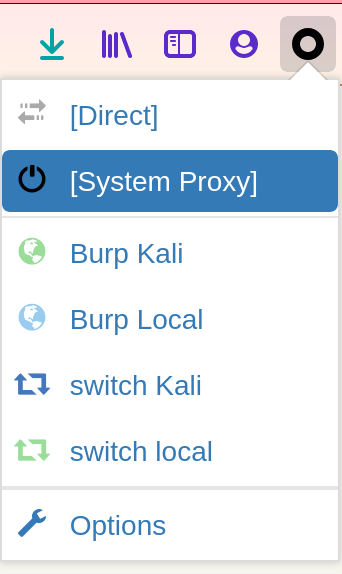 [Direct]
[System Proxy]
Burp Kali
Burp Local
switch Kali
switch local
Options